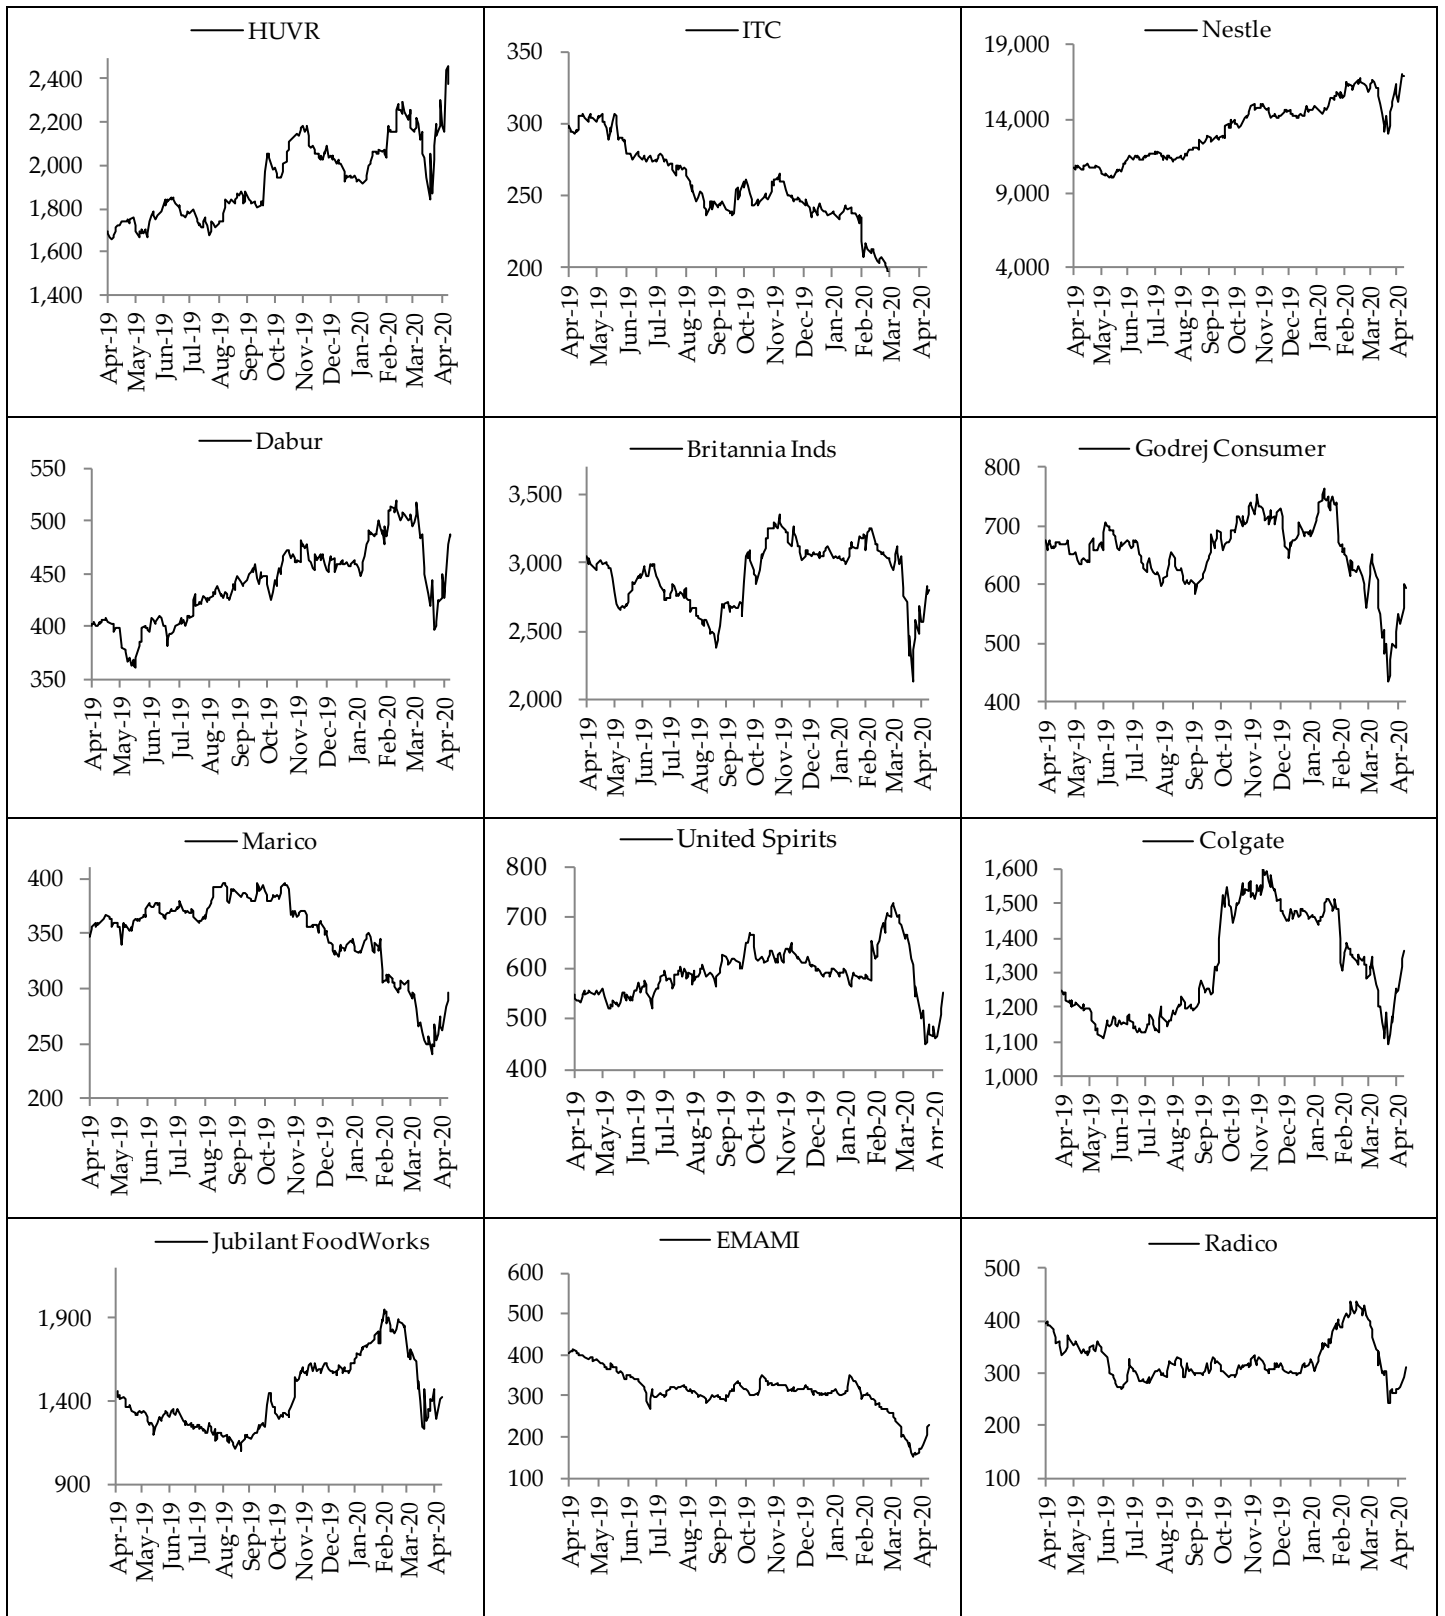 HUVR
2,400
2,200
2,000
1,800
1,600
1,400
Apr-19
May-19
Jun-19
Jul-19
Aug-19
Sep-19
Oct-19
Nov-19
Dec-19
Jan-20
Feb-20
Mar-20
Apr-20
ITC
350
300
250
200
Apr-19
May-19
Jun-19
Jul-19
Aug-19
Sep-19
Oct-19
Nov-19
Dec-19
Jan-20
Feb-20
Mar-20
Apr-20
Nestle
19,000
14,000
9,000
4,000
Apr-19
May-19
Jun-19
Jul-19
Aug-19
Sep-19
Oct-19
Nov-19
Dec-19
Jan-20
Feb-20
Mar-20
Apr-20
Dabur
550
500
450
400
350
Apr-19
May-19
Jun-19
Jul-19
Aug-19
Sep-19
Oct-19
Nov-19
Dec-19
Jan-20
Feb-20
Mar-20
Apr-20
Britannia Inds
3,500
3,000
2,500
2,000
Apr-19
May-19
Jun-19
Jul-19
Aug-19
Sep-19
Oct-19
Nov-19
Dec-19
Jan-20
Feb-20
Mar-20
Apr-20
Godrej Consumer
800
700
600
500
400
Apr-19
May-19
Jun-19
Jul-19
Aug-19
Sep-19
Oct-19
Nov-19
Dec-19
Jan-20
Feb-20
Mar-20
Apr-20
Marico
400
350
300
250
200
Apr-19
May-19
Jun-19
Jul-19
Aug-19
Sep-19
Oct-19
Nov-19
Dec-19
Jan-20
Feb-20
Mar-20
Apr-20
United Spirits
800
700
600
500
400
Apr-19
May-19
Jun-19
Jul-19
Aug-19
Sep-19
Oct-19
Nov-19
Dec-19
Jan-20
Feb-20
Mar-20
Apr-20
Colgate
1,600
1,500
1,400
1,300
1,200
1,100
1,000
Apr-19
May-19
Jun-19
Jul-19
Aug-19
Sep-19
Oct-19
Nov-19
Dec-19
Jan-20
Feb-20
Mar-20
Apr-20
Jubilant FoodWorks
1,900
1,400
900
Apr-19
May-19
Jun-19
Jul-19
Aug-19
Sep-19
Oct-19
Nov-19
Dec-19
Jan-20
Feb-20
Mar-20
Apr-20
EMAMI
600
500
400
300
200
100
Apr-19
May-19
Jun-19
Jul-19
Aug-19
Sep-19
Oct-19
Nov-19
Dec-19
Jan-20
Feb-20
Mar-20
Apr-20
Radico
500
400
300
200
100
Apr-19
May-19
Jun-19
Jul-19
Aug-19
Sep-19
Oct-19
Nov-19
Dec-19
Jan-20
Feb-20
Mar-20
Apr-20